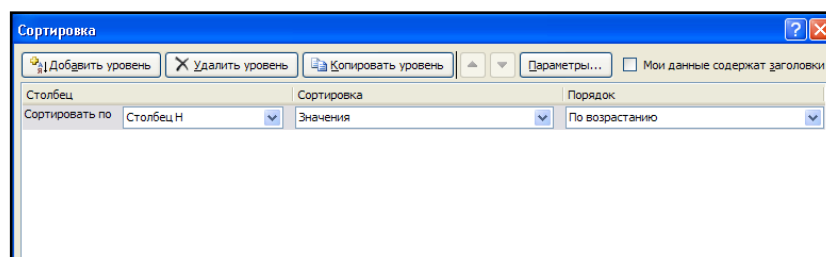 Сортировка
Добавить уровень Удалить уровень Копировать уровень Параметры... Мои данные содержат заголовки
Столбец Сортировка Порядок
Сортировать по Столбец H Значения По возрастанию